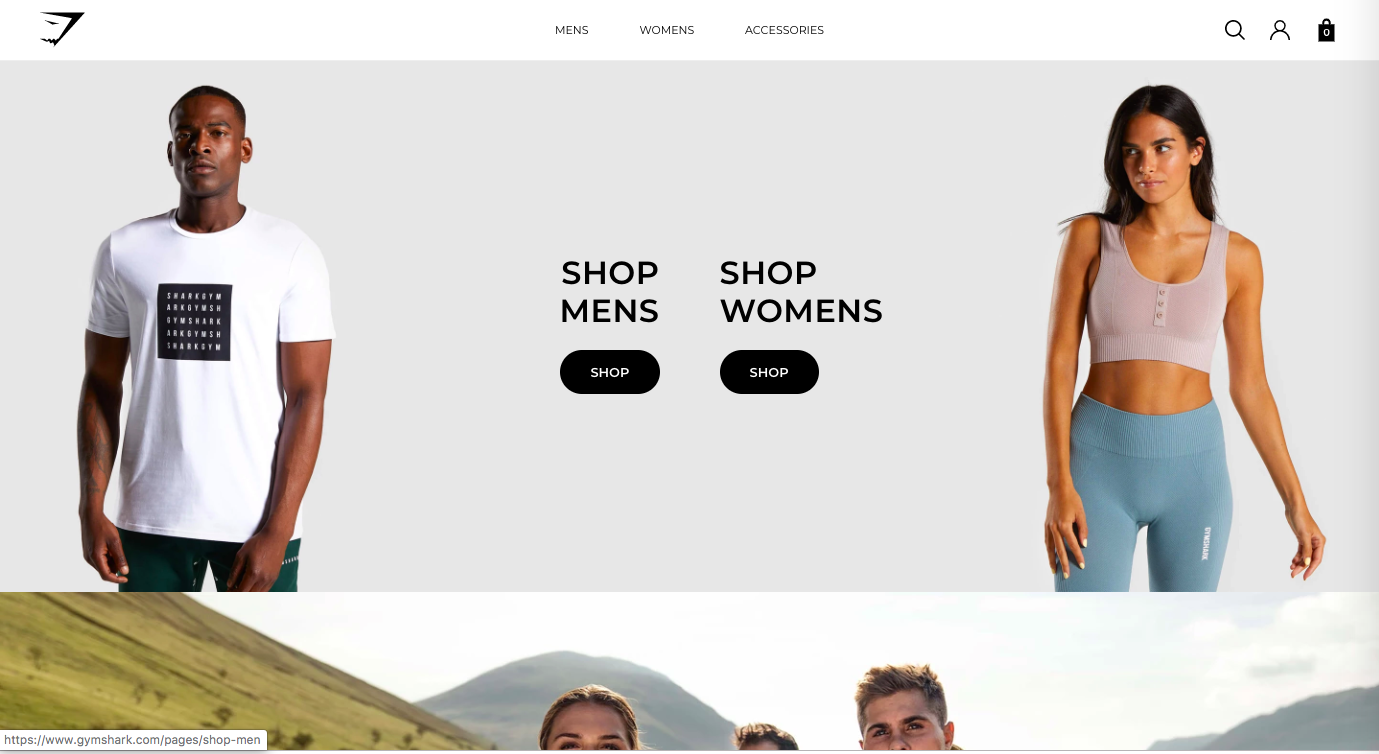 MENS
WOMENS
ACCESSORIES
0
SHOP
MENS
SHOP
SHOP
WOMENS
SHOP
SHARKGYM
ARKGYMSH
GYMSHARK
ARKGYMSH
SHARKGYM
GYMSHARK
https://www.gymshark.com/pages/shop-men